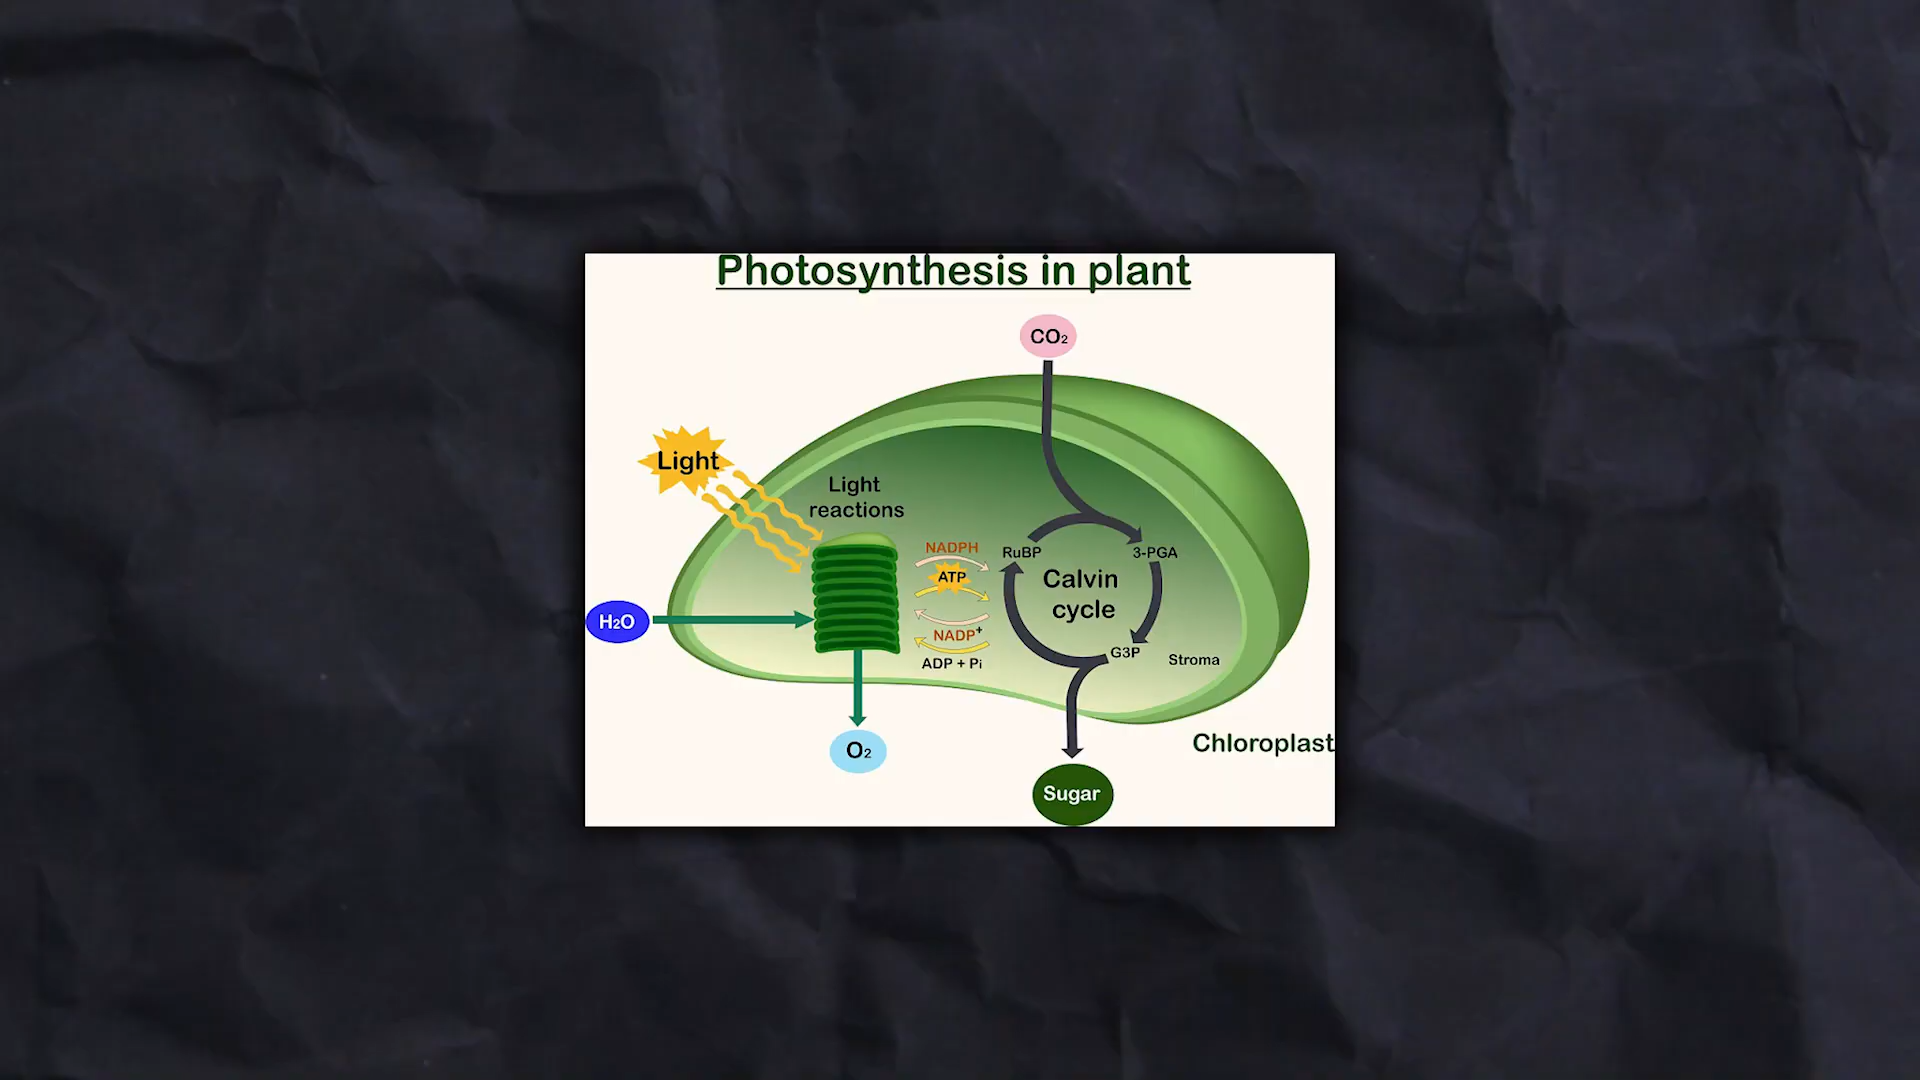 Photosynthesis in plant
CO₂
Light
Light
reactions
NADPH
ATP
NADP⁺
ADP + Pi
RuBP
3-PGA
Calvin
cycle
G3P
Stroma
H₂O
O₂
Chloroplast
Sugar